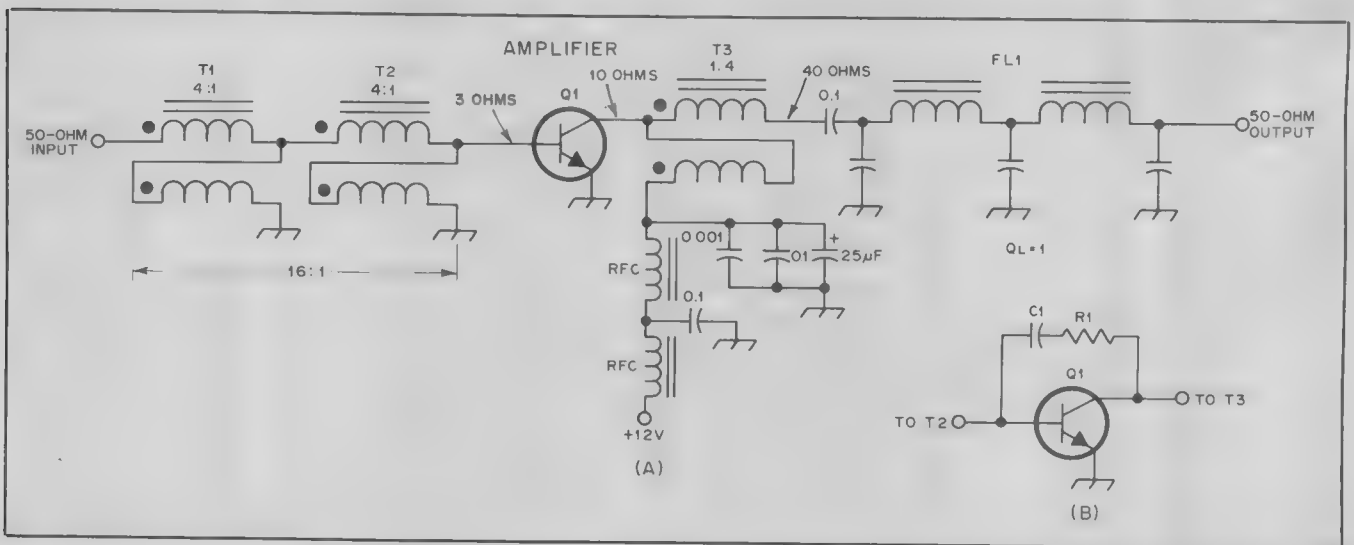 AMPLIFIER
T1
4:1
T2
4:1
3 OHMS
Q1
10 OHMS
T3
1.4
40 OHMS
0.1
FL1
50-OHM
INPUT
50-OHM
OUTPUT
16:1
RFC
0.1
RFC
+12V
(A)
0 001
.01
+
25µF
QL=1
C1
R1
Q1
TO T2
TO T3
(B)